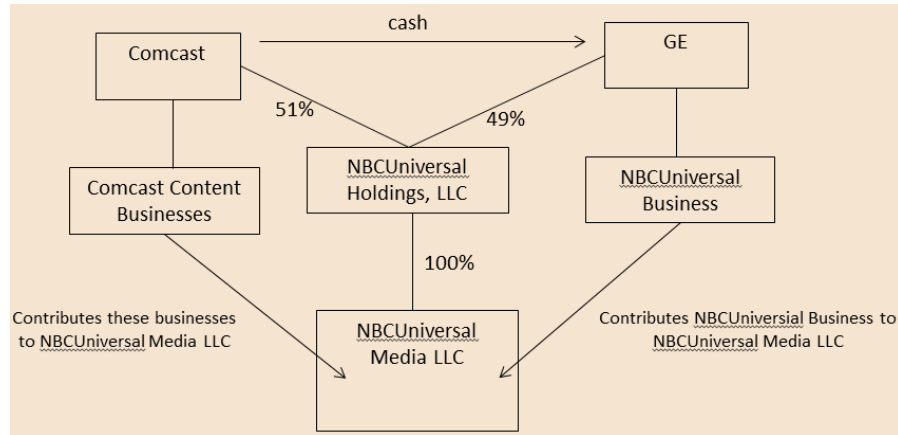 cash
Comcast
GE
51%
49%
Comcast Content
Businesses
NBCUniversal
Holdings, LLC
NBCUniversal
Business
100%
Contributes these businesses
to NBCUniversal Media LLC
NBCUniversal
Media LLC
Contributes NBCUniversial Business to
NBCUniversal Media LLC